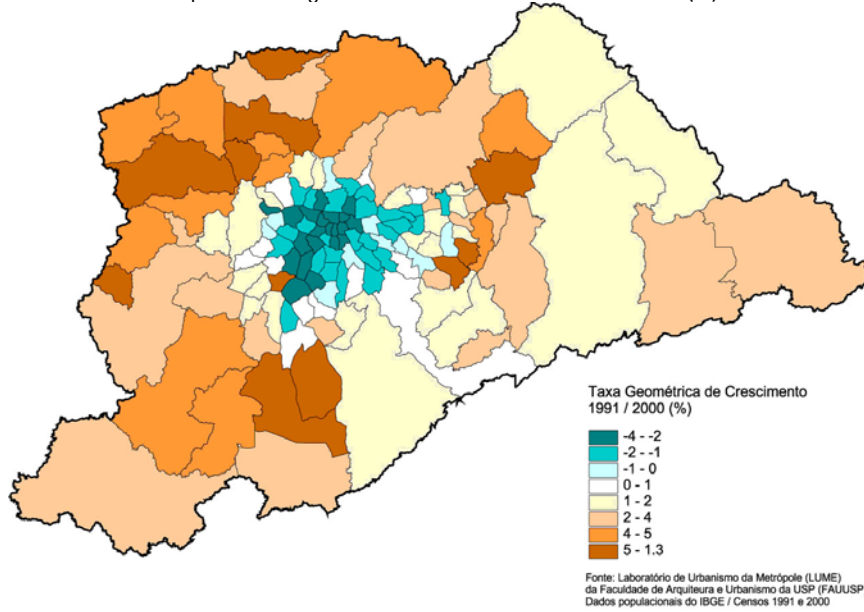 Taxa Geométrica de Crescimento
1991 / 2000 (%)
-4 - -2
-2 - -1
-1 - 0
0 - 1
1 - 2
2 - 4
4 - 5
5 - 1.3
Fonte: Laboratório de Urbanismo da Metrópole (LUME)
da Faculdade de Arquiteura e Urbanismo da USP (FAUUSP
Dados populacionais do IBGE / Censos 1991 e 2000